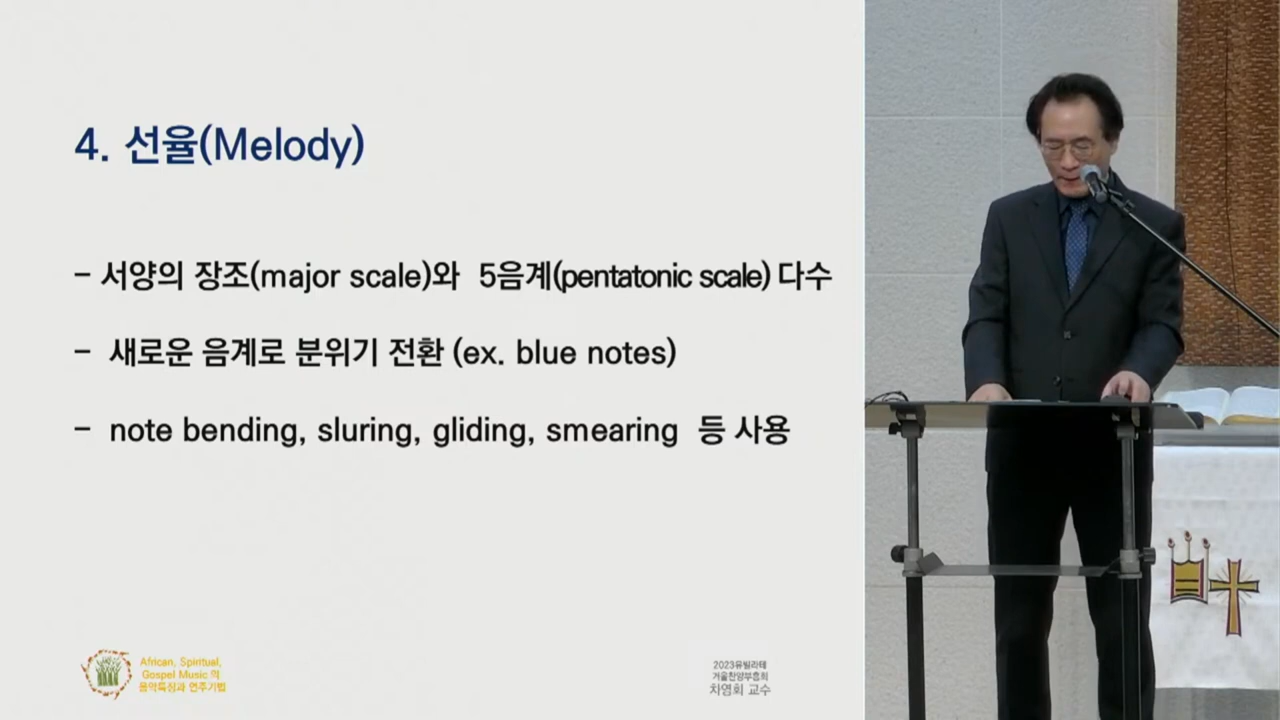 4. 선율(Melody)
- 서양의 장조(major scale)와 5음계(pentatonic scale) 다수
- 새로운 음계로 분위기 전환 (ex. blue notes)
- note bending, sluring, gliding, smearing 등 사용
African, Spiritual,
Gospel Music 의
음악특징과 연주기법
2023유빌라테
겨울찬양부흥회
차영회 교수